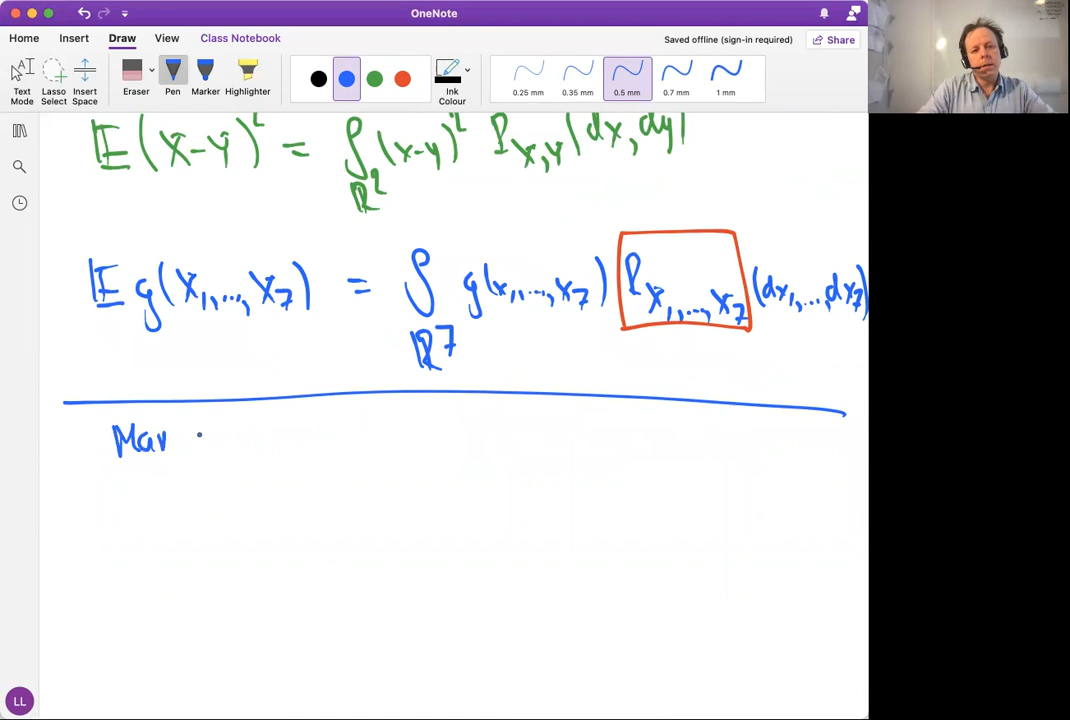 OneNote
Home Insert Draw View Class Notebook
Saved offline (sign-in required) Share
Text Mode Lasso Select Insert Space Eraser Pen Marker Highlighter Ink Colour 0.25 mm 0.35 mm 0.5 mm 0.7 mm 1 mm
𝔼(X-Y)² = ∫_{ℝ²} (x-y)² P_{X,Y}(dx,dy)
𝔼 g(X₁,...,X₇) = ∫_{ℝ⁷} g(x₁,...,x₇) P_{X₁,...,X₇}(dx₁,...,dx₇)
Mar
LL